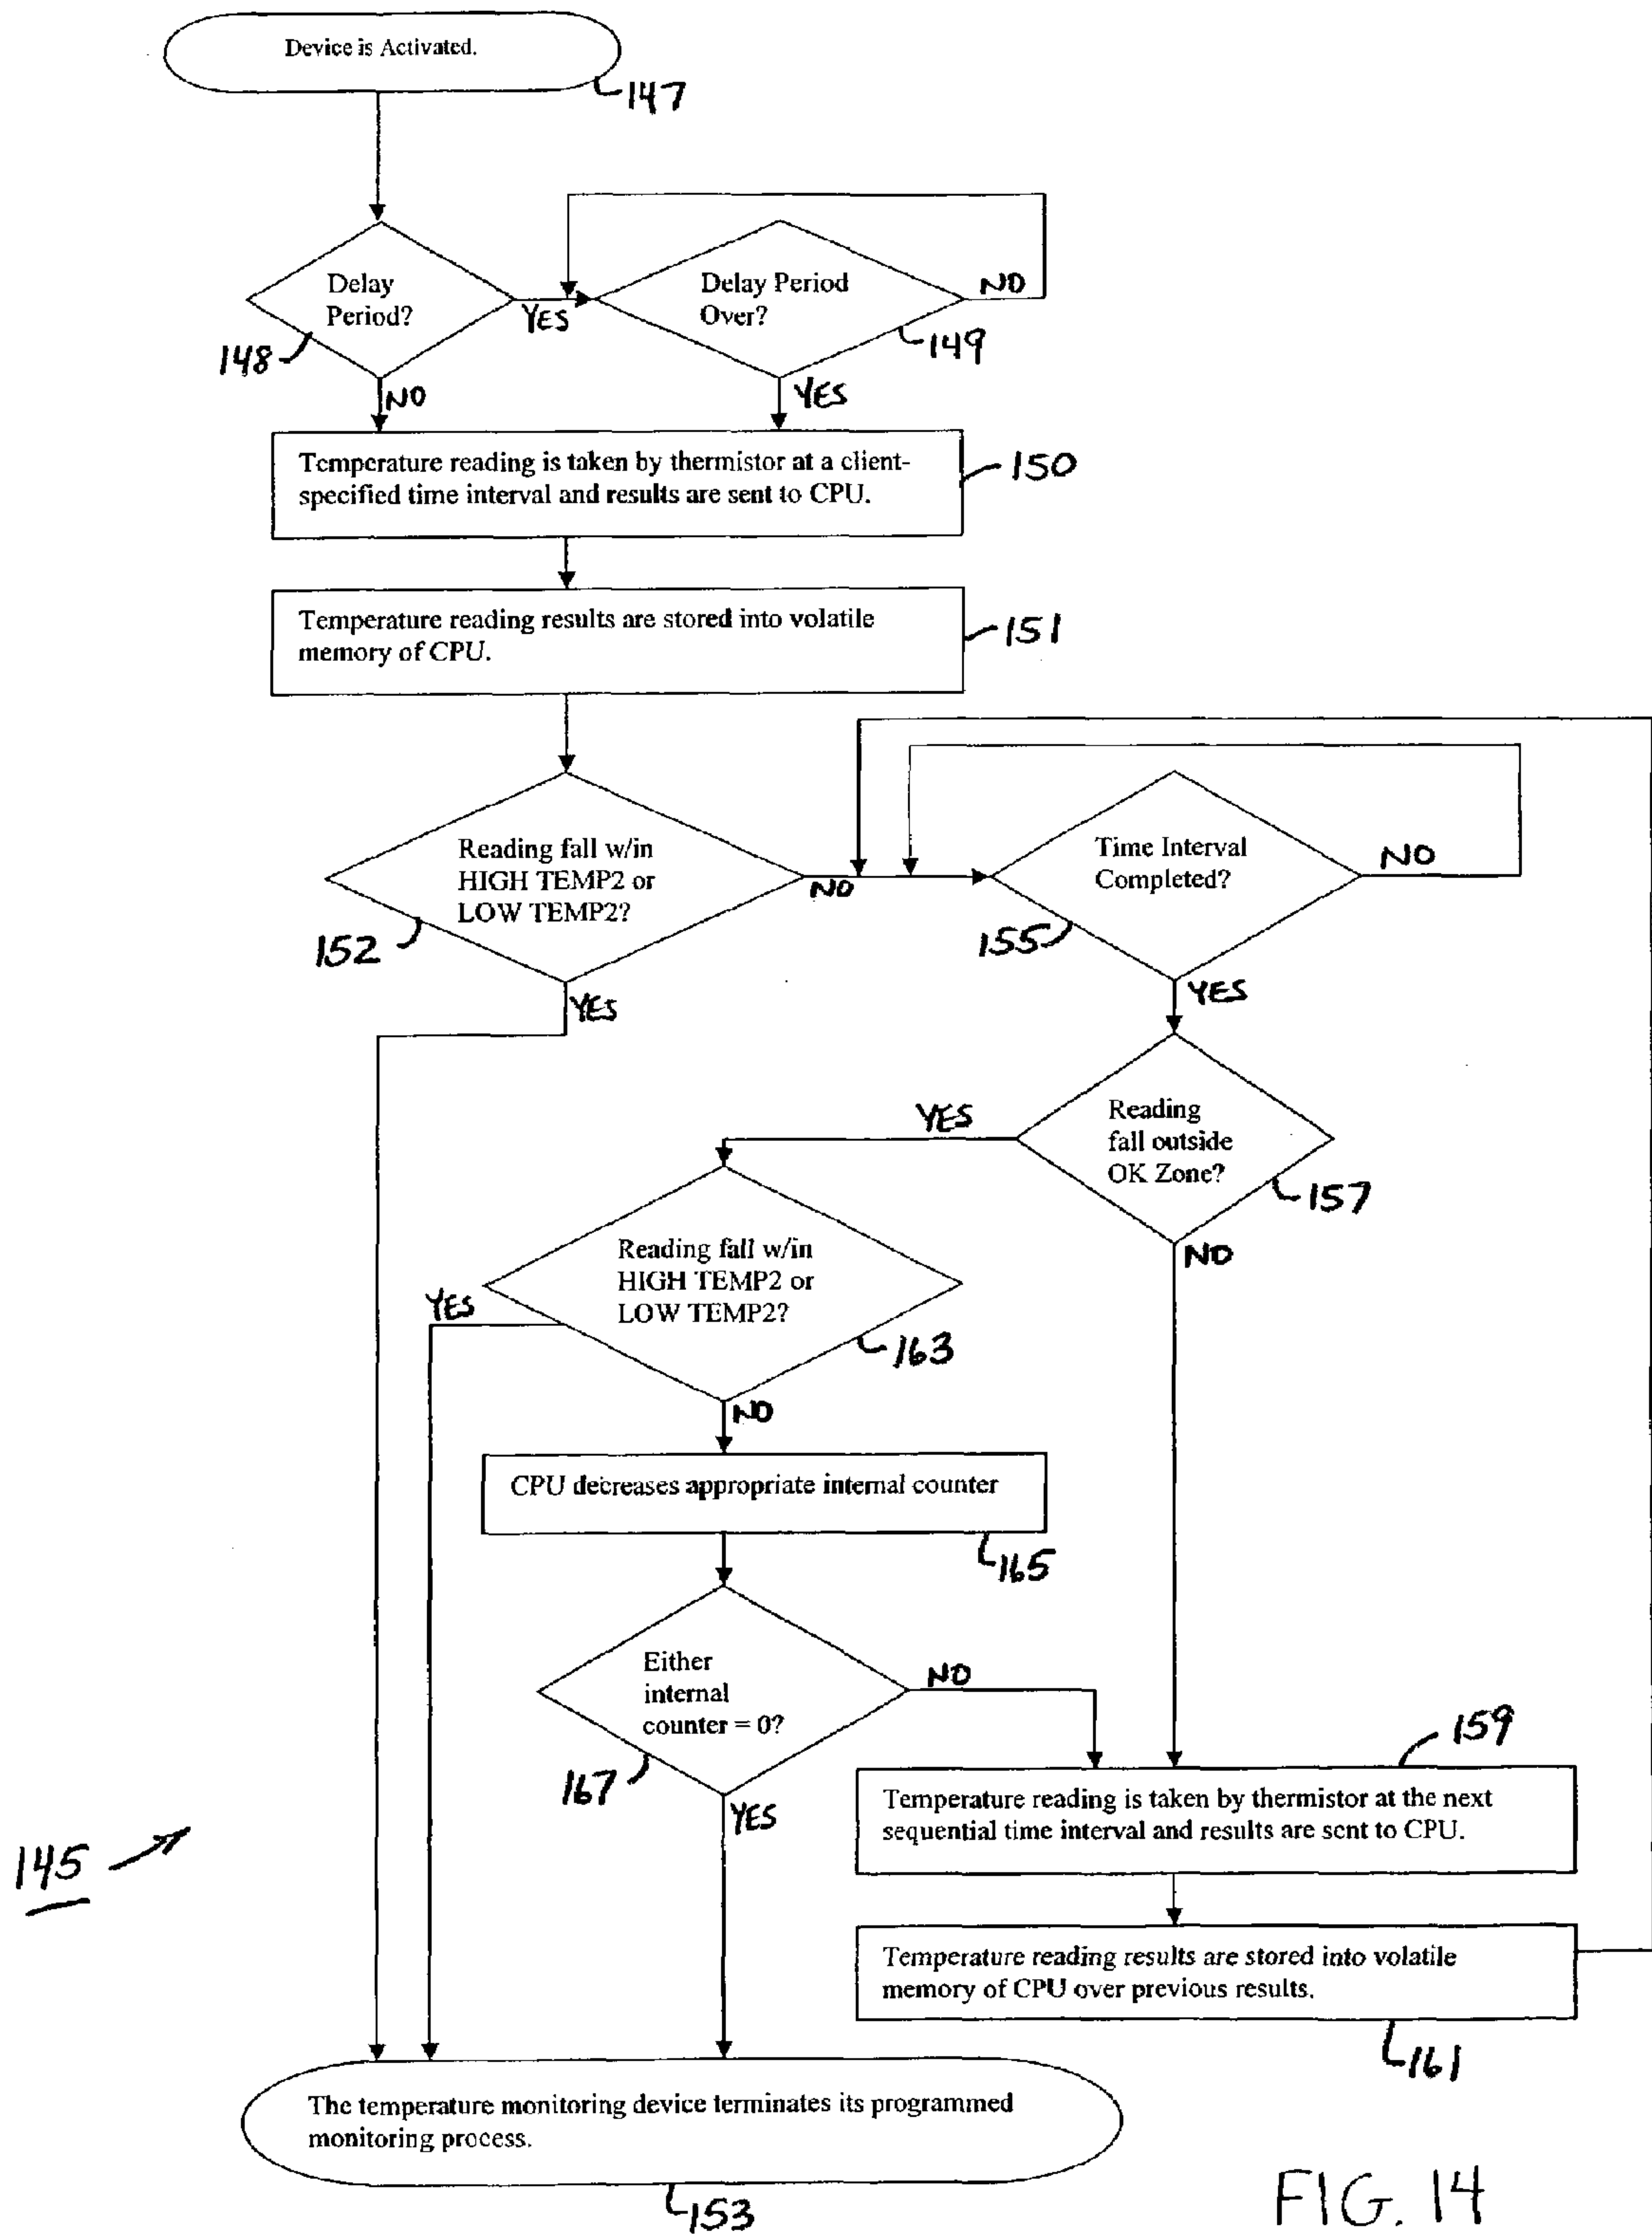 Device is Activated.
147
Delay
Period?
148
YES
NO
Delay Period
Over?
NO
149
YES
Temperature reading is taken by thermistor at a client-
specified time interval and results are sent to CPU.
150
Temperature reading results are stored into volatile
memory of CPU.
151
Reading fall w/in
HIGH TEMP2 or
LOW TEMP2?
152
NO
YES
Time Interval
Completed?
NO
155
YES
Reading
fall outside
OK Zone?
YES
157
NO
Reading fall w/in
HIGH TEMP2 or
LOW TEMP2?
YES
163
NO
CPU decreases appropriate internal counter
165
Either
internal
counter = 0?
NO
167
YES
159
Temperature reading is taken by thermistor at the next
sequential time interval and results are sent to CPU.
145
Temperature reading results are stored into volatile
memory of CPU over previous results.
161
The temperature monitoring device terminates its programmed
monitoring process.
153
FIG. 14